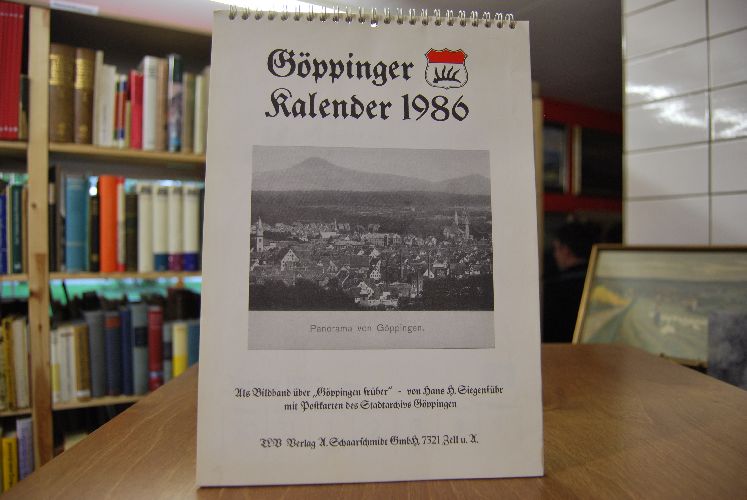 Göppinger
Kalender 1986
Panorama von Göppingen.
Als Bildband über „Göppingen früher“ - von Hans H. Siegenführ
mit Postkarten des Stadtarchivs Göppingen
Verlag A. Schaarschmidt GmbH, 7321 Zell u. A.